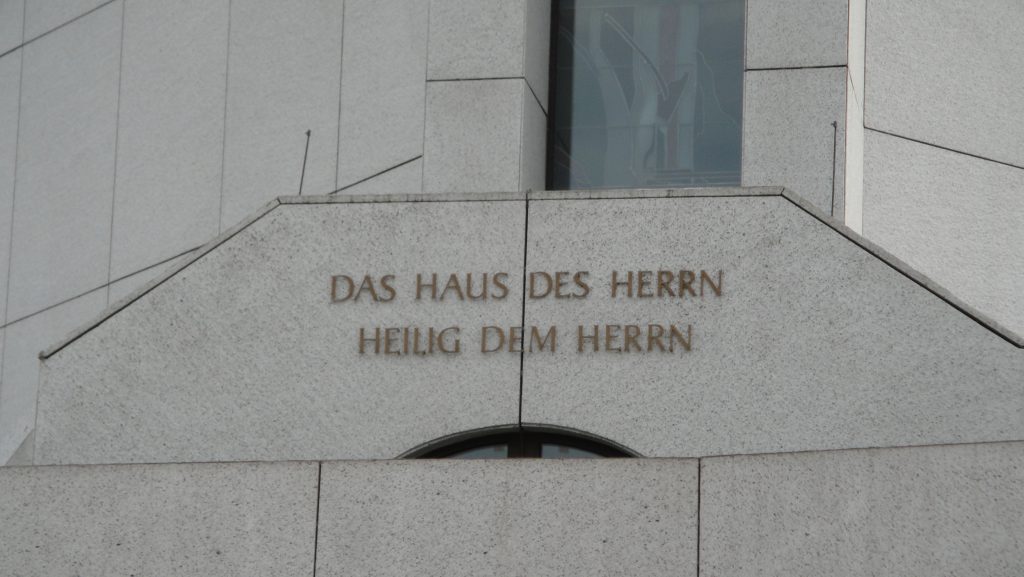 DAS HAUS DES HERRN
HEILIG DEM HERRN